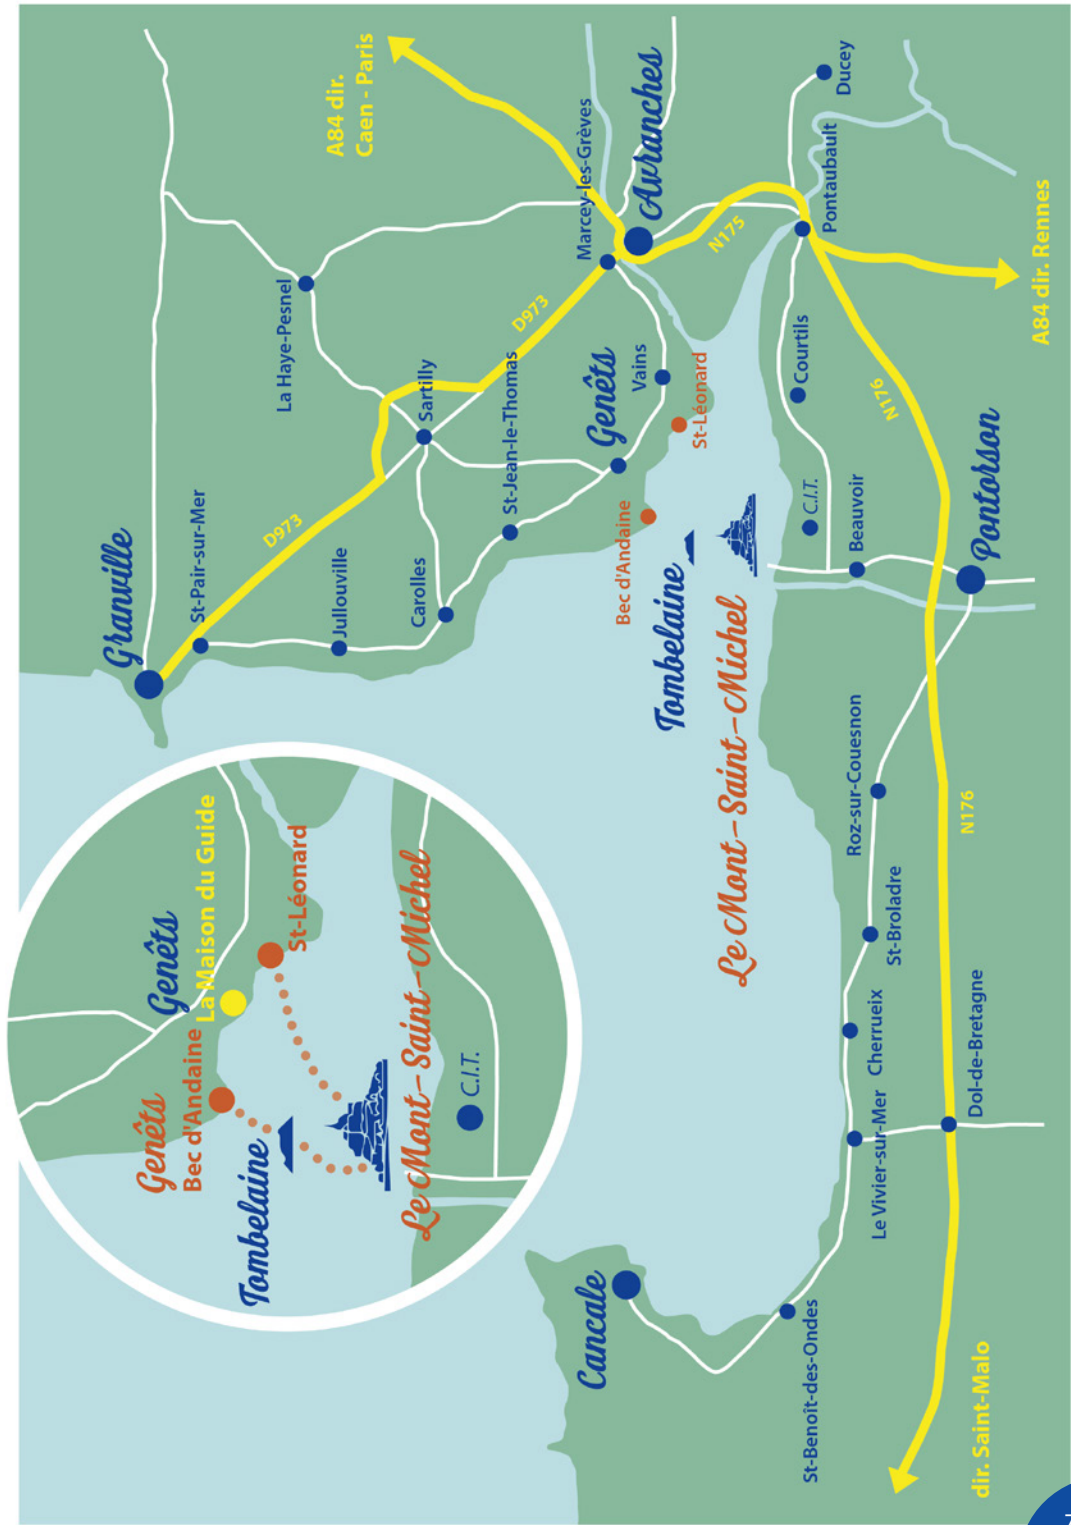 A84 dir.
Caen - Paris
Granville
St-Pair-sur-Mer
D973
La Haye-Pesnel
Jullouville
Sartilly
Carolles
D973
Marcey-les-Grèves
Avranches
St-Jean-le-Thomas
Genêts
Vains
St-Léonard
Bec d'Andaine
Tombelaine
Le Mont-Saint-Michel
N175
Ducey
Pontaubault
Courtils
C.I.T.
Beauvoir
N176
A84 dir. Rennes
Pontorson
Roz-sur-Couesnon
N176
St-Broladre
Cherrueix
Le Vivier-sur-Mer
Dol-de-Bretagne
Cancale
St-Benoît-des-Ondes
dir. Saint-Malo
Genêts
La Maison du Guide
Genêts
Bec d'Andaine
St-Léonard
Tombelaine
Le Mont-Saint-Michel
C.I.T.
7